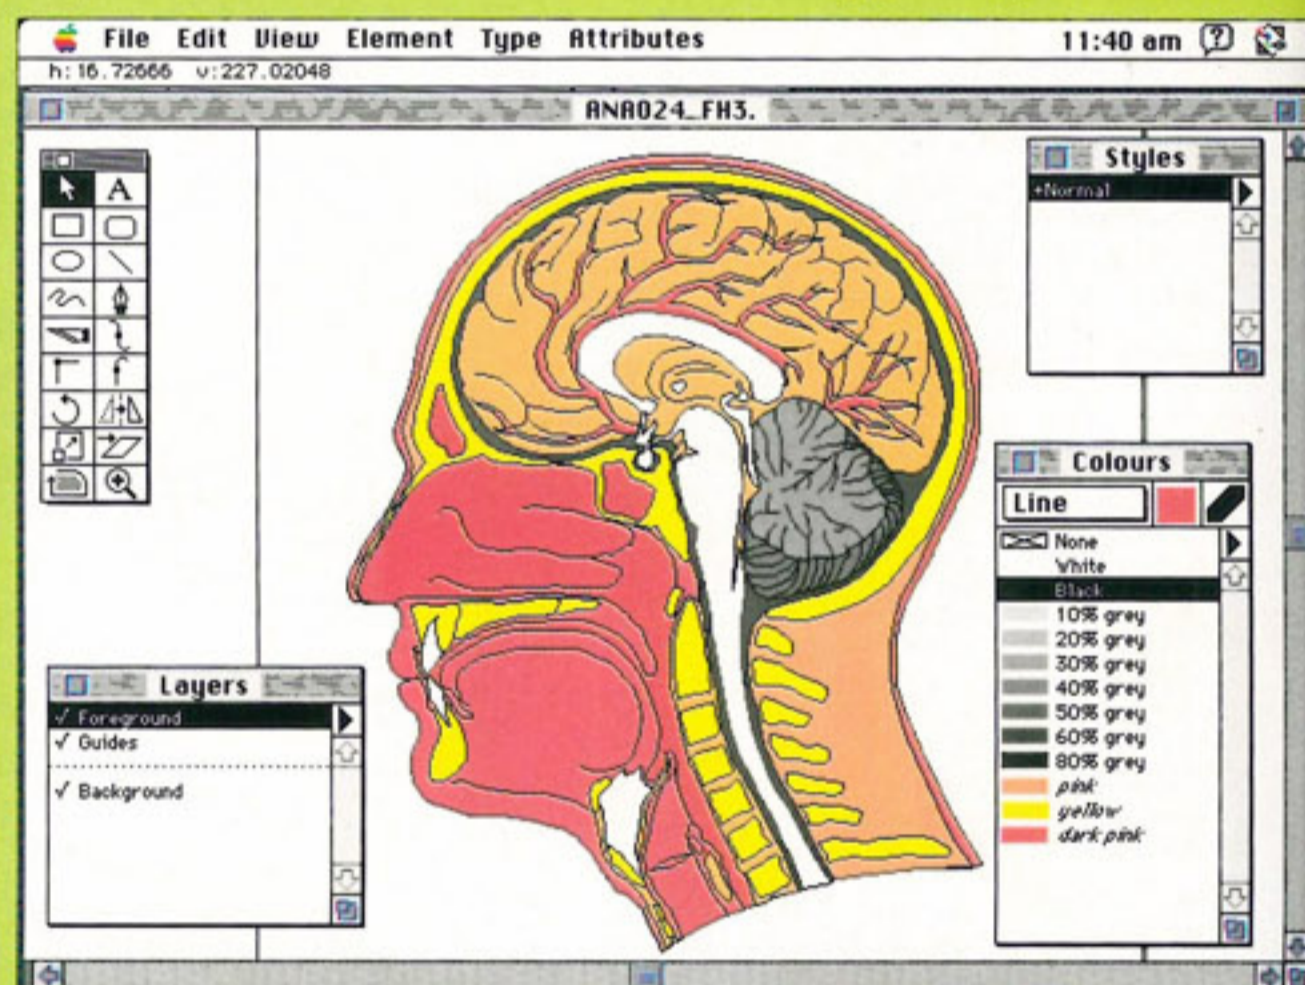 File Edit View Element Type Attributes 11:40 am
h:16.72666 v:227.02048
ANA024_FH3.
A
Styles
+Normal
Colours
Line
None
White
Black
10% grey
20% grey
30% grey
40% grey
50% grey
60% grey
80% grey
pink
yellow
dark pink
Layers
✓ Foreground
✓ Guides
✓ Background